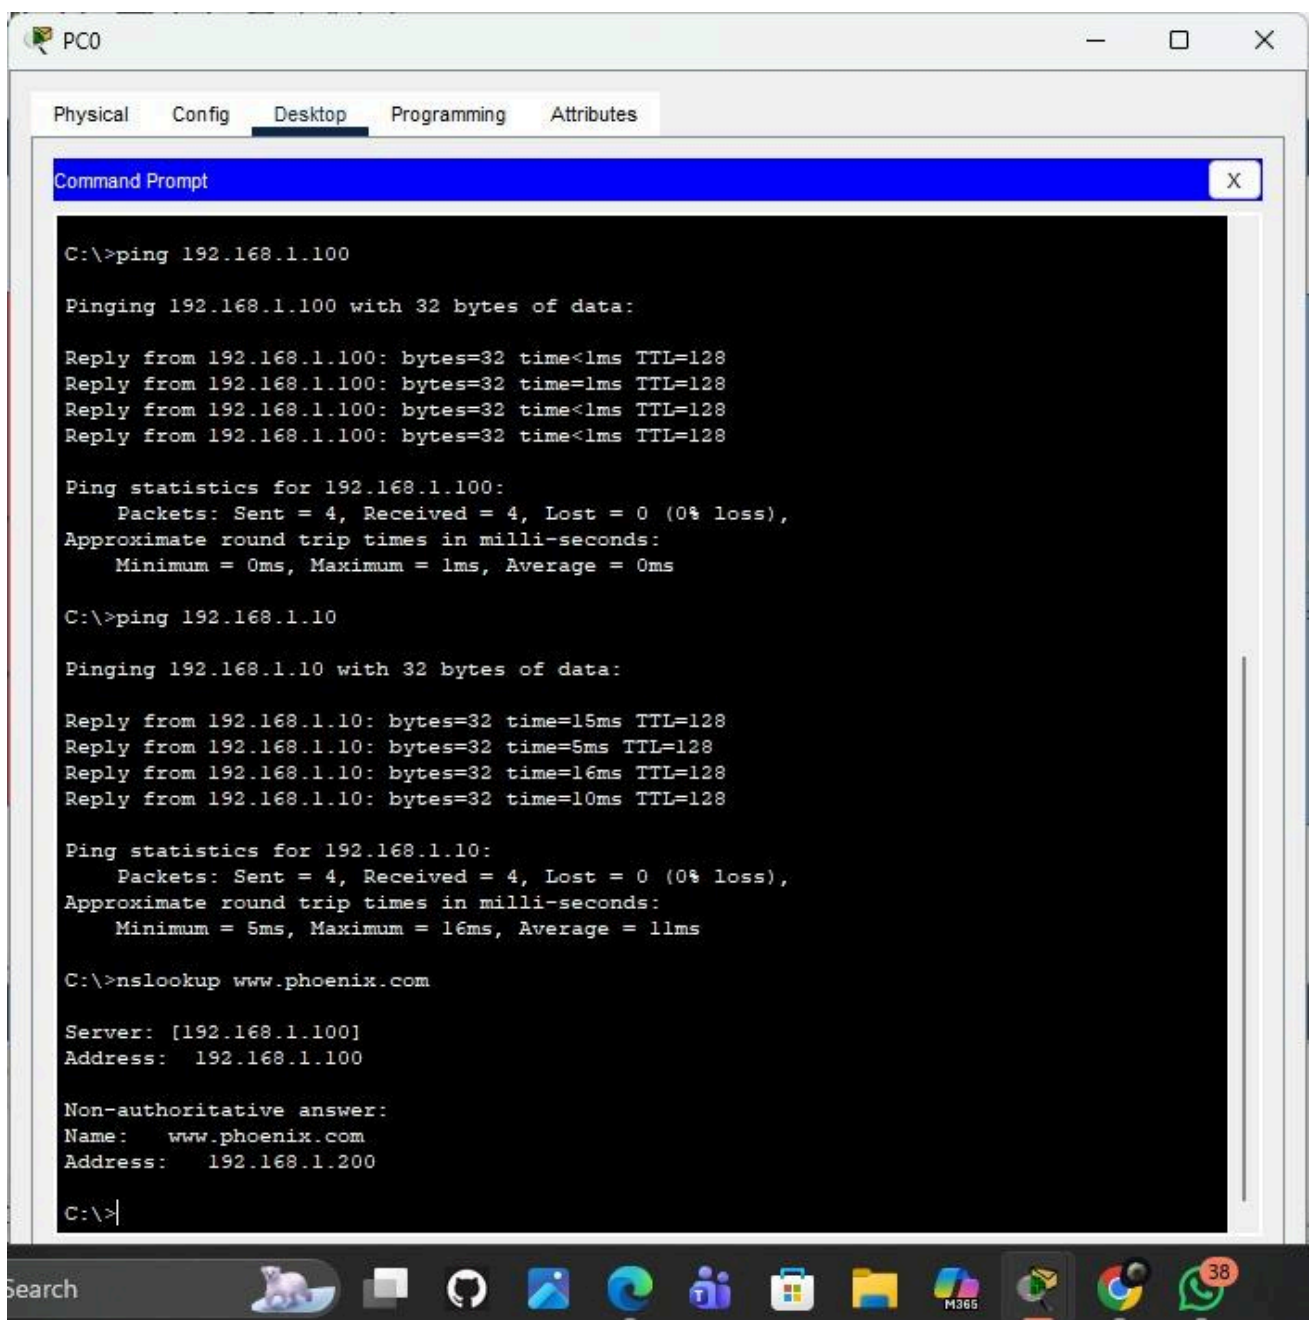 PC0
Physical Config Desktop Programming Attributes
Command Prompt
X
C:\>ping 192.168.1.100
Pinging 192.168.1.100 with 32 bytes of data:
Reply from 192.168.1.100: bytes=32 time<1ms TTL=128
Reply from 192.168.1.100: bytes=32 time=1ms TTL=128
Reply from 192.168.1.100: bytes=32 time<1ms TTL=128
Reply from 192.168.1.100: bytes=32 time<1ms TTL=128
Ping statistics for 192.168.1.100:
Packets: Sent = 4, Received = 4, Lost = 0 (0% loss),
Approximate round trip times in milli-seconds:
Minimum = 0ms, Maximum = 1ms, Average = 0ms
C:\>ping 192.168.1.10
Pinging 192.168.1.10 with 32 bytes of data:
Reply from 192.168.1.10: bytes=32 time=15ms TTL=128
Reply from 192.168.1.10: bytes=32 time=5ms TTL=128
Reply from 192.168.1.10: bytes=32 time=16ms TTL=128
Reply from 192.168.1.10: bytes=32 time=10ms TTL=128
Ping statistics for 192.168.1.10:
Packets: Sent = 4, Received = 4, Lost = 0 (0% loss),
Approximate round trip times in milli-seconds:
Minimum = 5ms, Maximum = 16ms, Average = 11ms
C:\>nslookup www.phoenix.com
Server: [192.168.1.100]
Address: 192.168.1.100
Non-authoritative answer:
Name: www.phoenix.com
Address: 192.168.1.200
C:\>
Search
M365
38